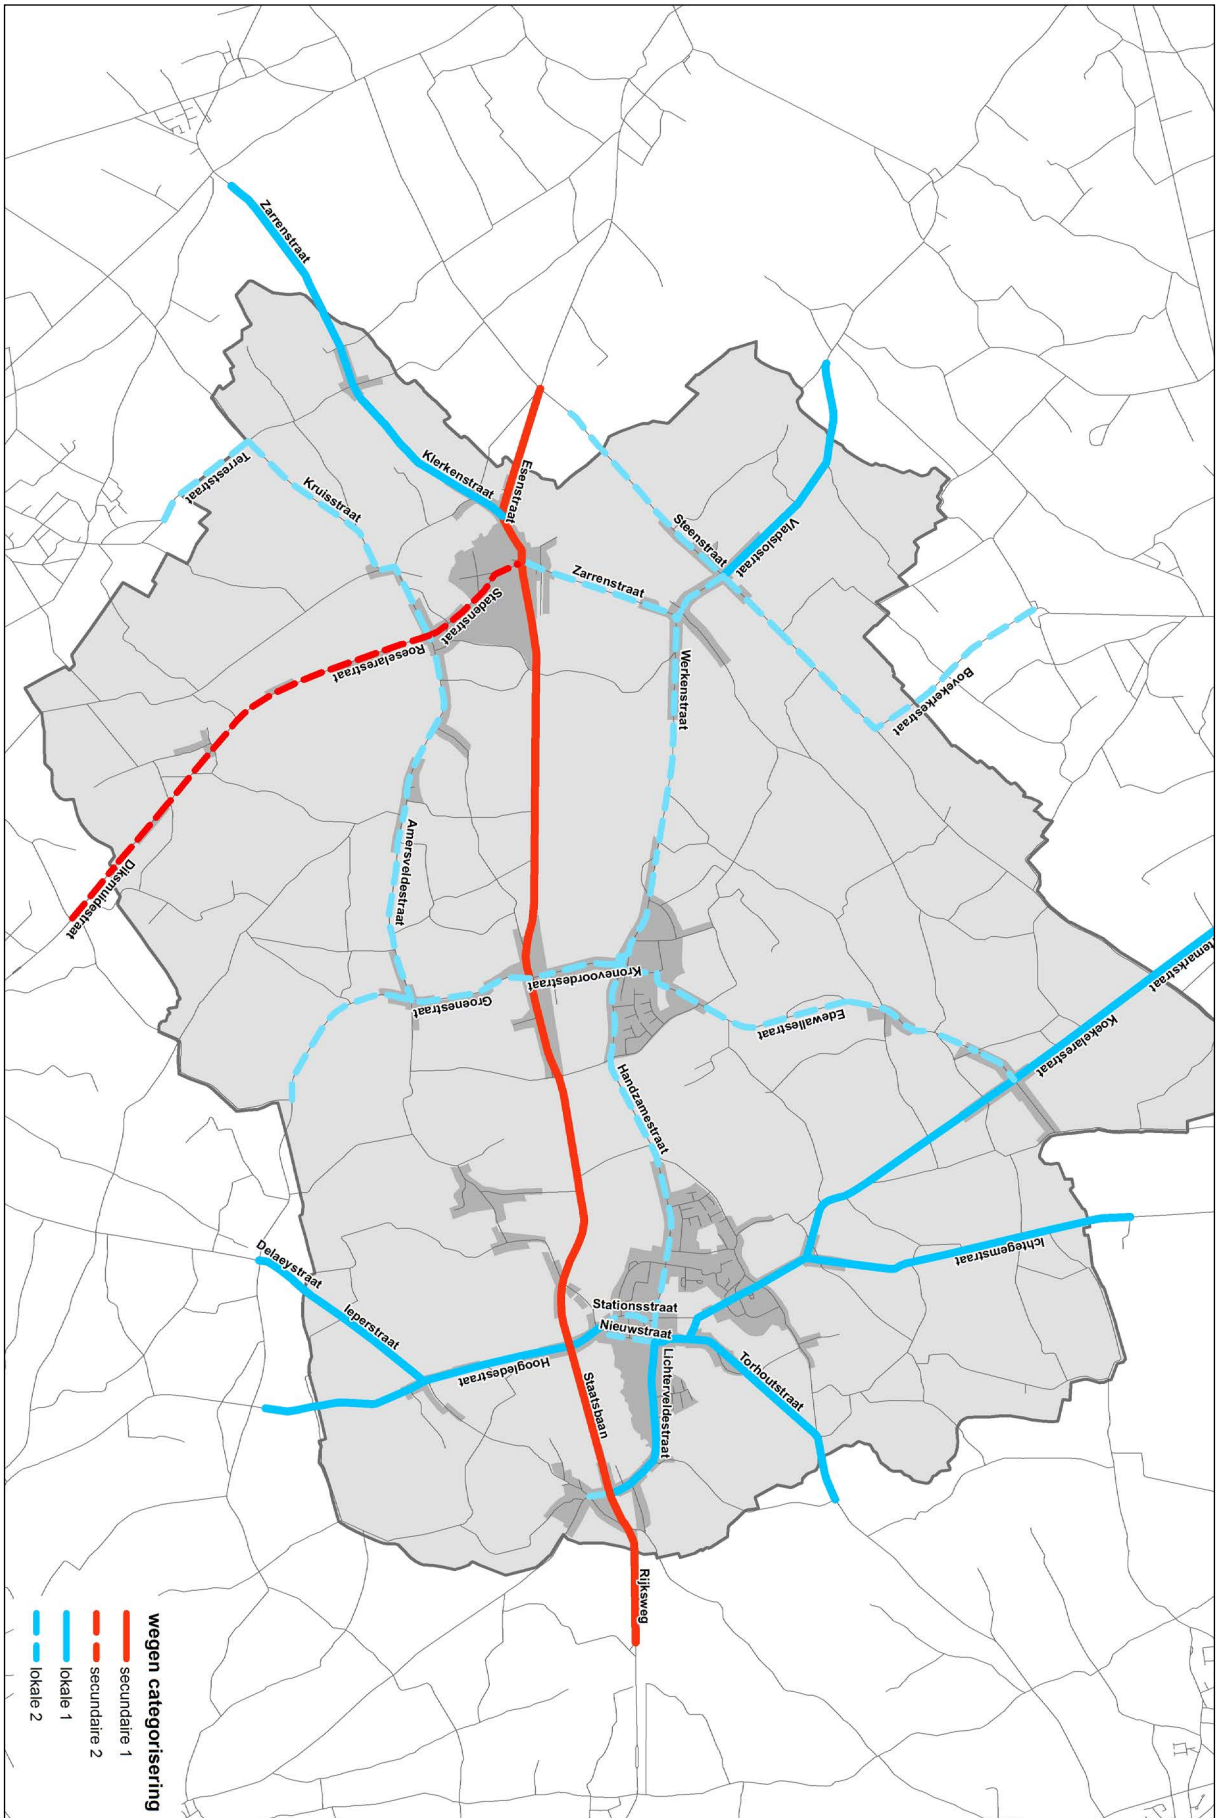 temarkstraat
Koekelarestraat
Ichtegemstraat
Bovekerkestraat
Edewallestraat
Torhoutstraat
Vladslostraat
Steenstraat
Werkenstraat
Zarrenstraat
Handzamestraat
Kronevoordestraat
Stationsstraat
Nieuwstraat
Lichterveldestraat
Rijksweg
Staatsbaan
Esenstraat
Klerkenstraat
Zarrenstraat
Stadenstraat
Groenestraat
Hoogledestraat
Roeselarestraat
Amersveldestraat
Kruisstraat
Terreststraat
Ieperstraat
Delaeystraat
Diksmuidestraat
wegen categorisering
secundaire 1
secundaire 2
lokale 1
lokale 2